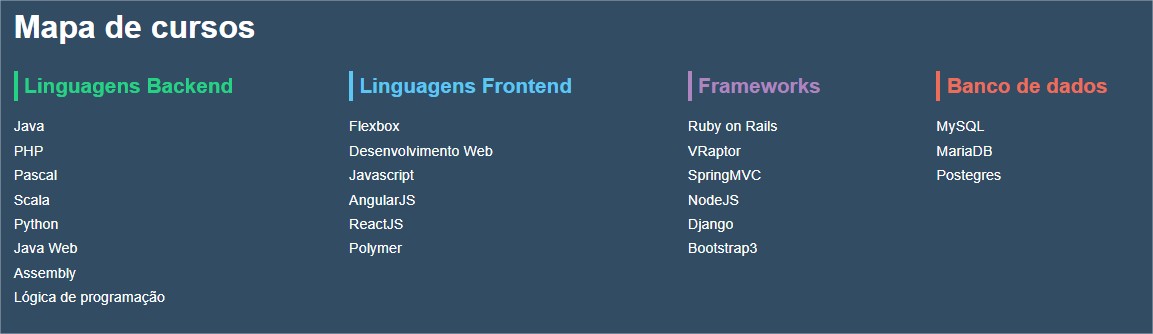 Mapa de cursos
Linguagens Backend
Java
PHP
Pascal
Scala
Python
Java Web
Assembly
Lógica de programação
Linguagens Frontend
Flexbox
Desenvolvimento Web
Javascript
AngularJS
ReactJS
Polymer
Frameworks
Ruby on Rails
VRaptor
SpringMVC
NodeJS
Django
Bootstrap3
Banco de dados
MySQL
MariaDB
Postegres